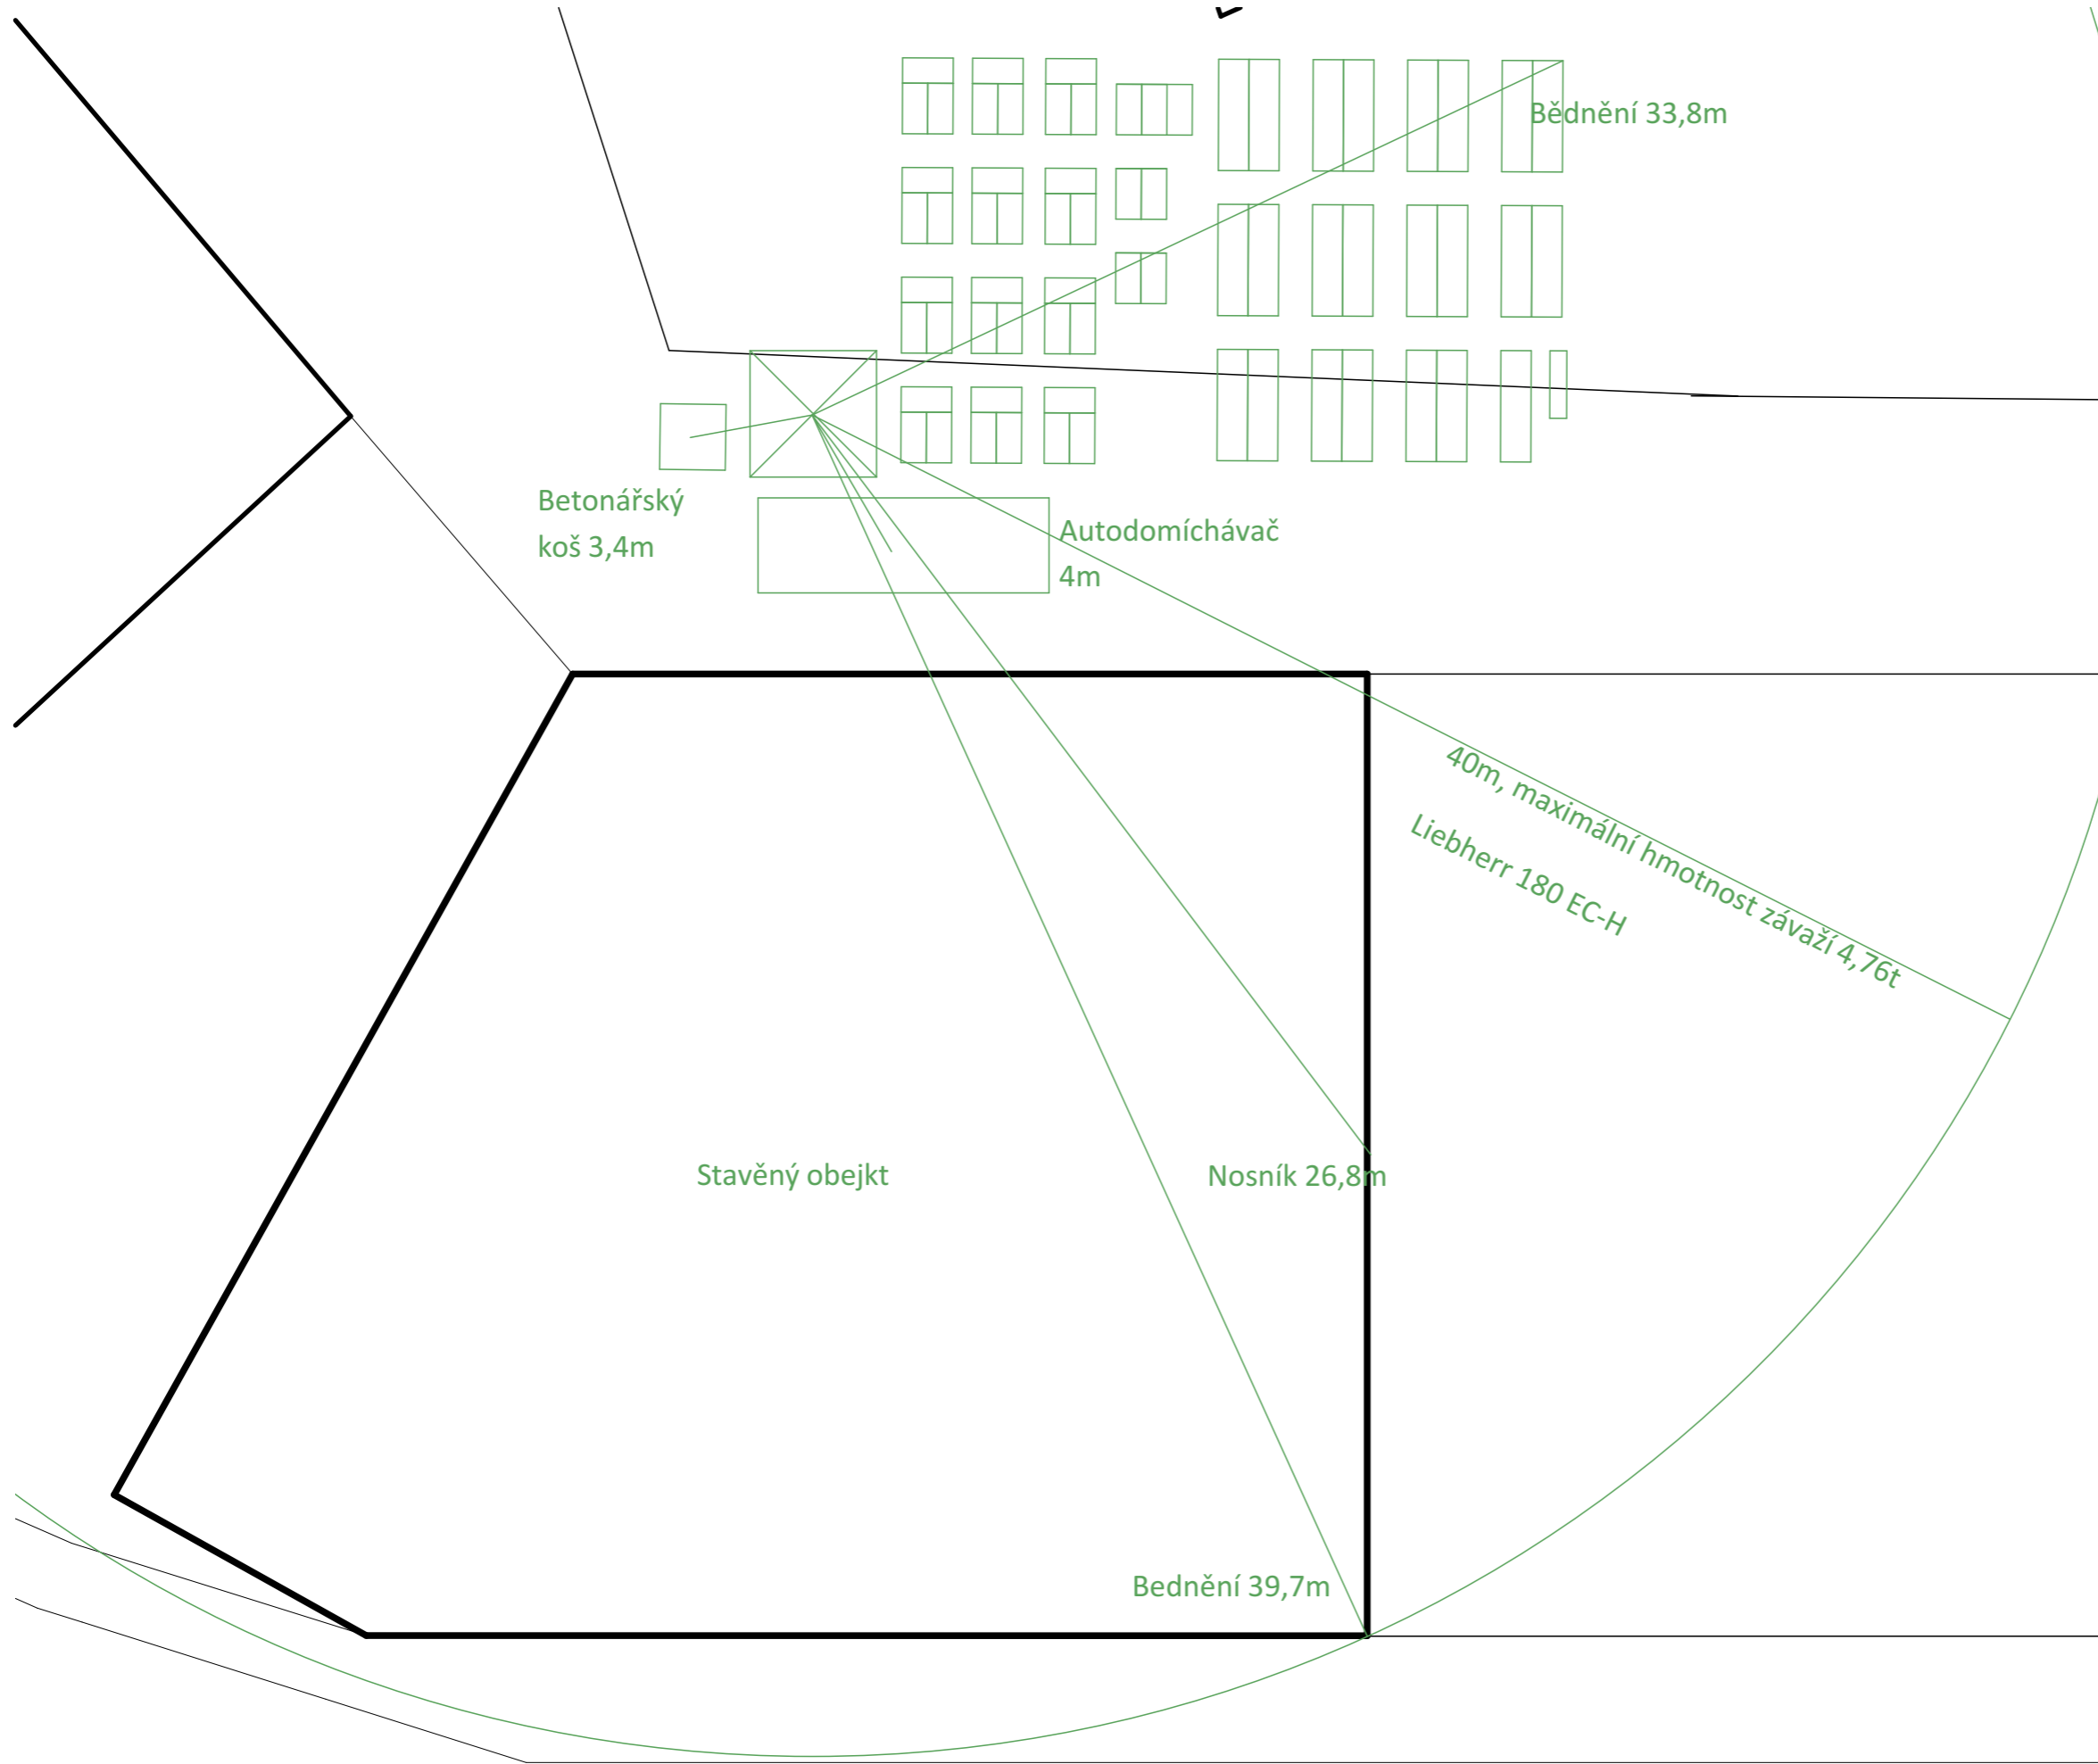 Bědnění 33,8m
Betonářský
koš 3,4m
Autodomíchávač
4m
40m, maximální hmotnost závaží 4,76t
Liebherr 180 EC-H
Stavěný obejkt
Nosník 26,8m
Bednění 39,7m